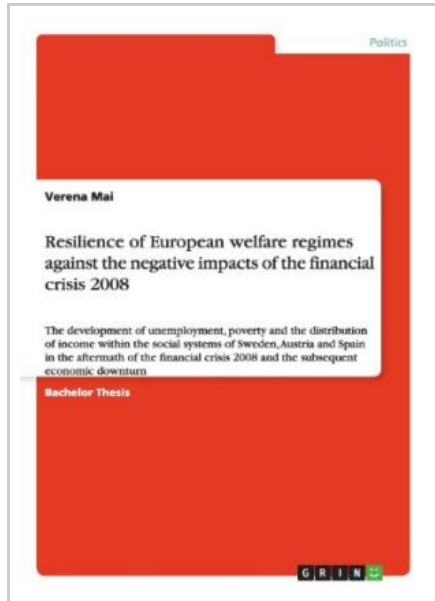 Politics
Verena Mai
Resilience of European welfare regimes
against the negative impacts of the financial
crisis 2008
The development of unemployment, poverty and the distribution
of income within the social systems of Sweden, Austria and Spain
in the aftermath of the financial crisis 2008 and the subsequent
economic downturn
Bachelor Thesis
GRIN